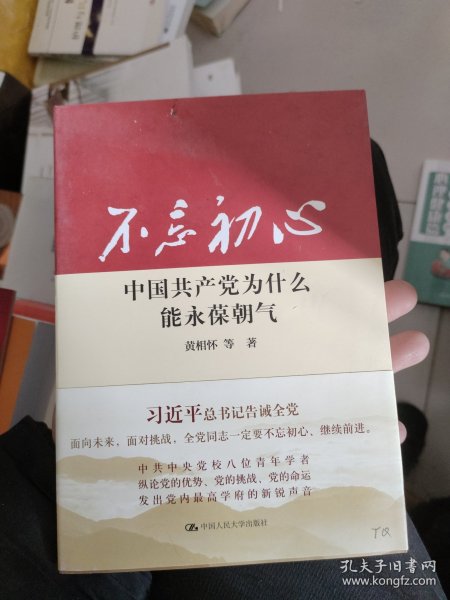 不忘初心
中国共产党为什么
能永葆朝气
黄相怀 等 著
习近平总书记告诫全党
面向未来，面对挑战，全党同志一定要不忘初心、继续前进。
中共中央党校八位青年学者
纵论党的优势、党的挑战、党的命运
发出党内最高学府的新锐声音
中国人民大学出版社
TQ
孔夫子旧书网
www.kongfz.com